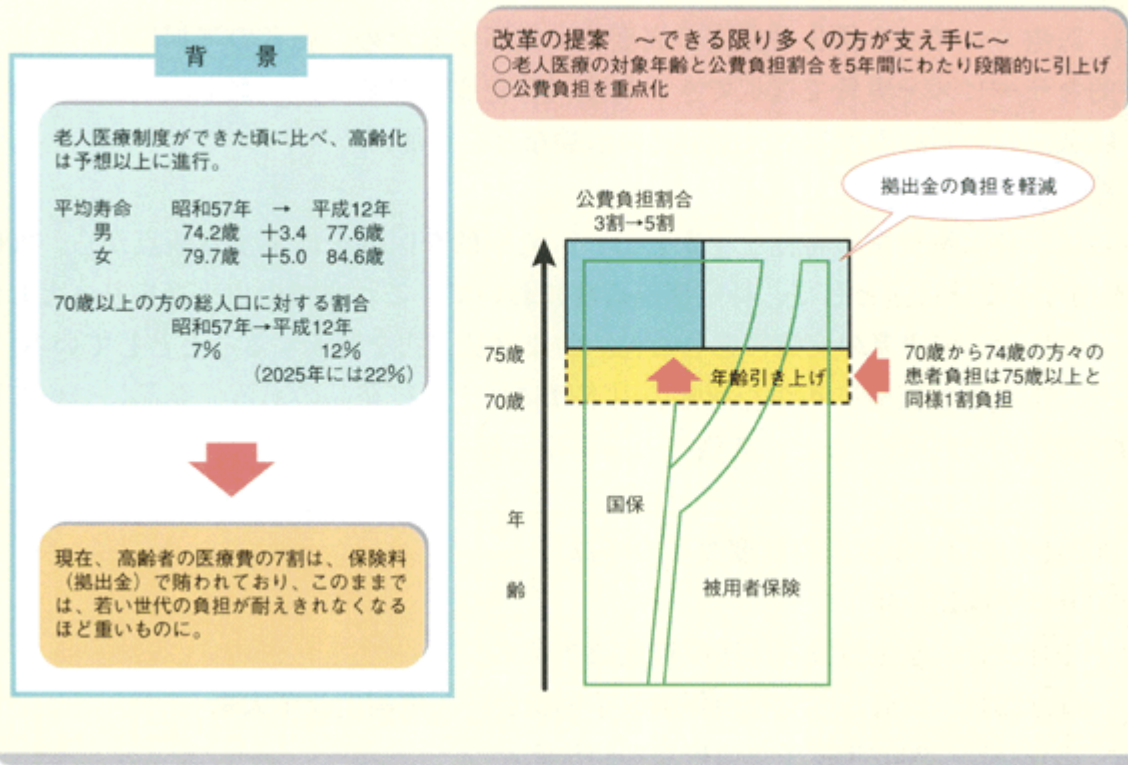 背 景
老人医療制度ができた頃に比べ、高齢化
は予想以上に進行。
平均寿命 昭和57年 → 平成12年
男 74.2歳 +3.4 77.6歳
女 79.7歳 +5.0 84.6歳
70歳以上の方の総人口に対する割合
昭和57年→平成12年
7% 12%
(2025年には22%)
現在、高齢者の医療費の7割は、保険料
(拠出金)で賄われており、このままで
は、若い世代の負担が耐えきれなくなる
ほど重いものに。
改革の提案 ～できる限り多くの方が支え手に～
○老人医療の対象年齢と公費負担割合を5年間にわたり段階的に引上げ
○公費負担を重点化
拠出金の負担を軽減
公費負担割合
3割→5割
75歳
年齢引き上げ
70歳
70歳から74歳の方々の
患者負担は75歳以上と
同様1割負担
国保
年齢
被用者保険